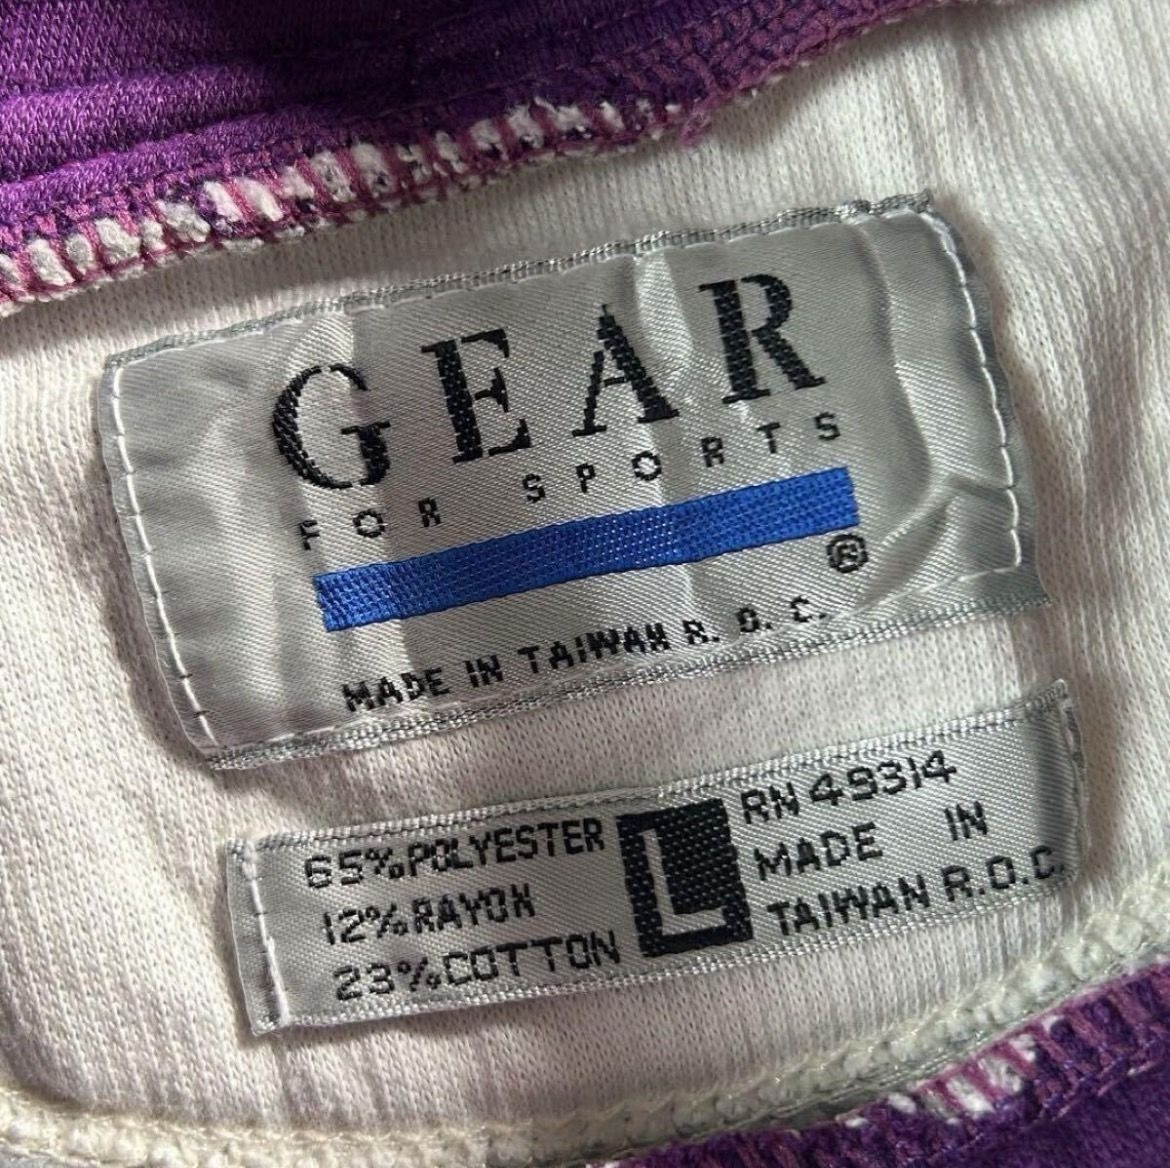 GEAR
FOR SPORTS
®
MADE IN TAIWAN R.O.C.
65% POLYESTER
12% RAYON
23% COTTON
L
RN 49314
MADE IN
TAIWAN R.O.C.